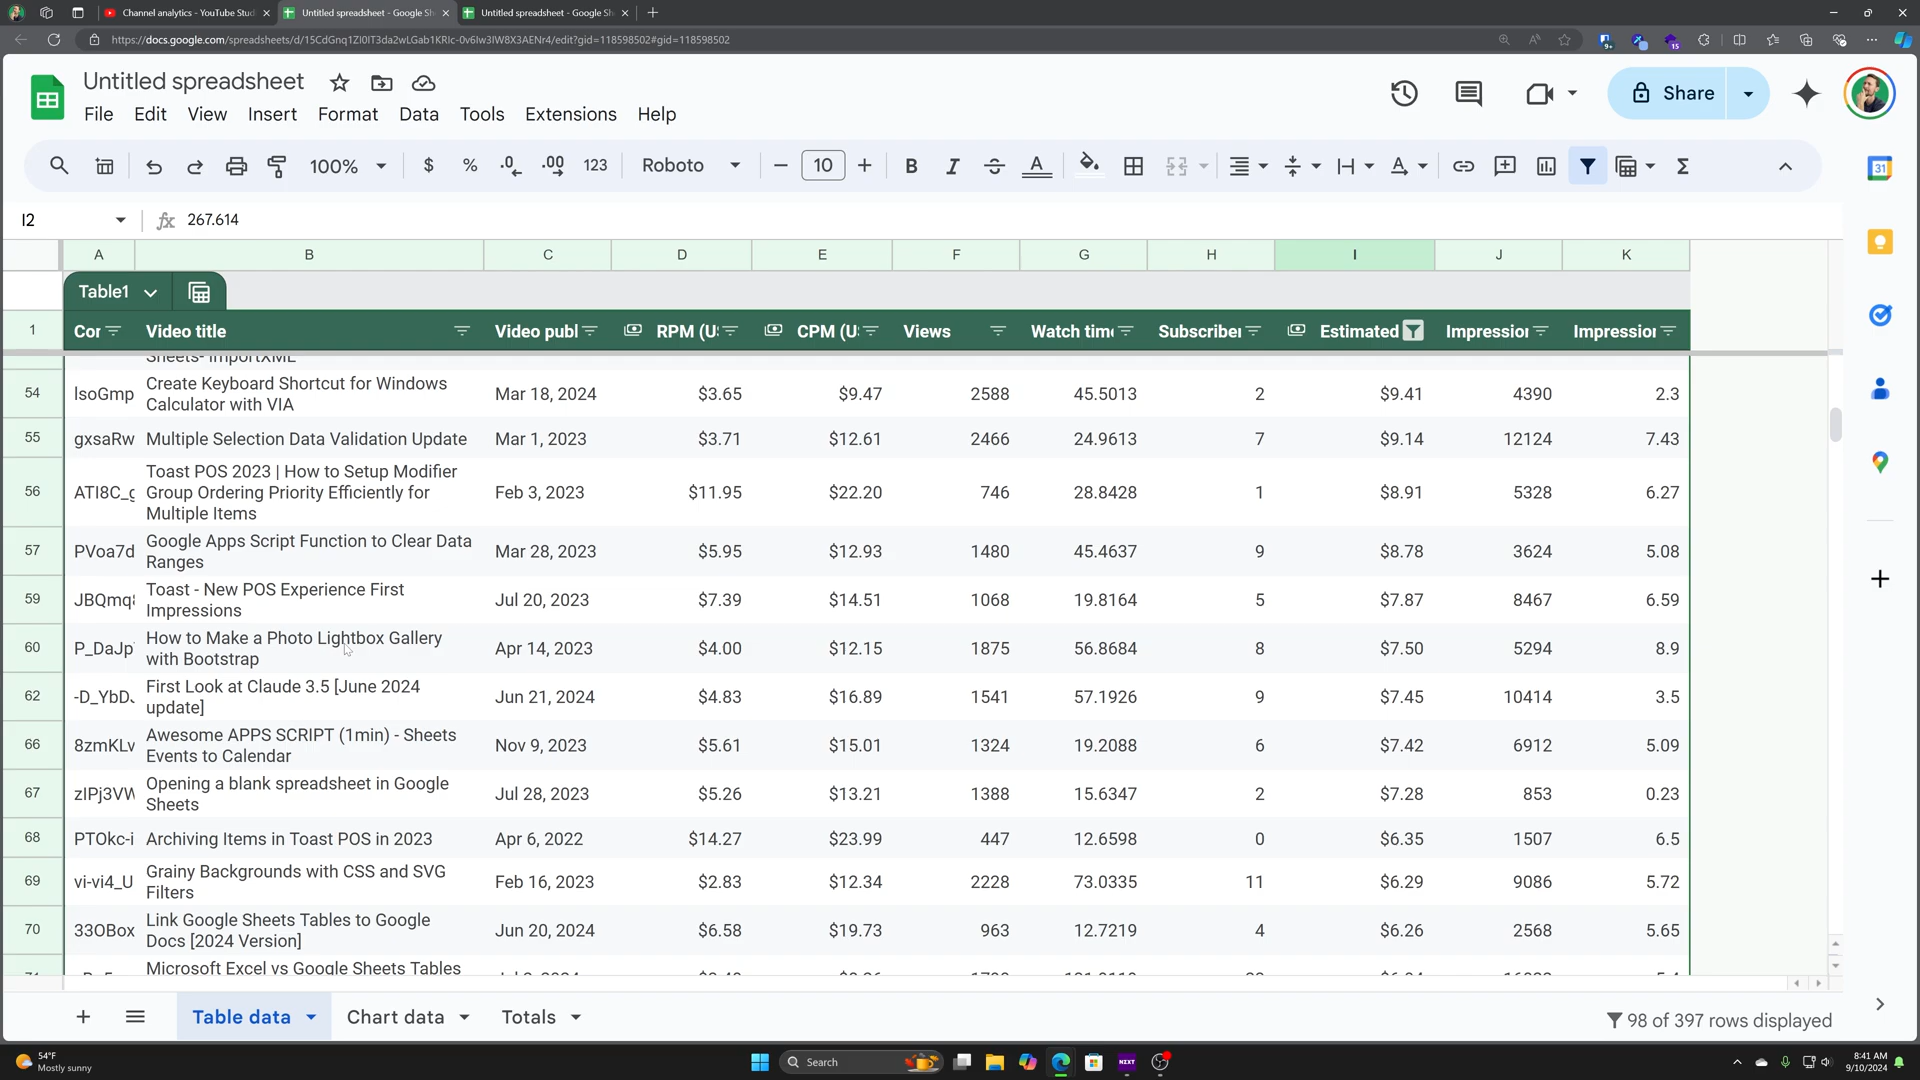 Channel analytics - YouTube Stud
Untitled spreadsheet - Google Sh
Untitled spreadsheet - Google Sh
https://docs.google.com/spreadsheets/d/15CdGnq1ZI0IT3da2wLGab1KRIc-0v6Iw3IW8X3AENr4/edit?gid=118598502#gid=118598502
Untitled spreadsheet
Share
File Edit View Insert Format Data Tools Extensions Help
100% $ % .0 .00 123 Roboto 10 B I
I2 267.614
A B C D E F G H I J K
Table1
1 Cor Video title Video publ RPM (U CPM (U Views Watch tim Subscriber Estimated Impression Impression
Sheets- ImportXML
54 lsoGmp Create Keyboard Shortcut for Windows Calculator with VIA Mar 18, 2024 $3.65 $9.47 2588 45.5013 2 $9.41 4390 2.3
55 gxsaRw Multiple Selection Data Validation Update Mar 1, 2023 $3.71 $12.61 2466 24.9613 7 $9.14 12124 7.43
56 ATI8C_g Toast POS 2023 | How to Setup Modifier Group Ordering Priority Efficiently for Multiple Items Feb 3, 2023 $11.95 $22.20 746 28.8428 1 $8.91 5328 6.27
57 PVoa7d Google Apps Script Function to Clear Data Ranges Mar 28, 2023 $5.95 $12.93 1480 45.4637 9 $8.78 3624 5.08
59 JBQmq Toast - New POS Experience First Impressions Jul 20, 2023 $7.39 $14.51 1068 19.8164 5 $7.87 8467 6.59
60 P_DaJp How to Make a Photo Lightbox Gallery with Bootstrap Apr 14, 2023 $4.00 $12.15 1875 56.8684 8 $7.50 5294 8.9
62 -D_YbD First Look at Claude 3.5 [June 2024 update] Jun 21, 2024 $4.83 $16.89 1541 57.1926 9 $7.45 10414 3.5
66 8zmKLv Awesome APPS SCRIPT (1min) - Sheets Events to Calendar Nov 9, 2023 $5.61 $15.01 1324 19.2088 6 $7.42 6912 5.09
67 zIPj3VW Opening a blank spreadsheet in Google Sheets Jul 28, 2023 $5.26 $13.21 1388 15.6347 2 $7.28 853 0.23
68 PTOkc-i Archiving Items in Toast POS in 2023 Apr 6, 2022 $14.27 $23.99 447 12.6598 0 $6.35 1507 6.5
69 vi-vi4_U Grainy Backgrounds with CSS and SVG Filters Feb 16, 2023 $2.83 $12.34 2228 73.0335 11 $6.29 9086 5.72
70 33OBox Link Google Sheets Tables to Google Docs [2024 Version] Jun 20, 2024 $6.58 $19.73 963 12.7219 4 $6.26 2568 5.65
Microsoft Excel vs Google Sheets Tables
Table data Chart data Totals
98 of 397 rows displayed
54°F
Mostly sunny
Search
NEXT
8:41 AM
9/10/2024